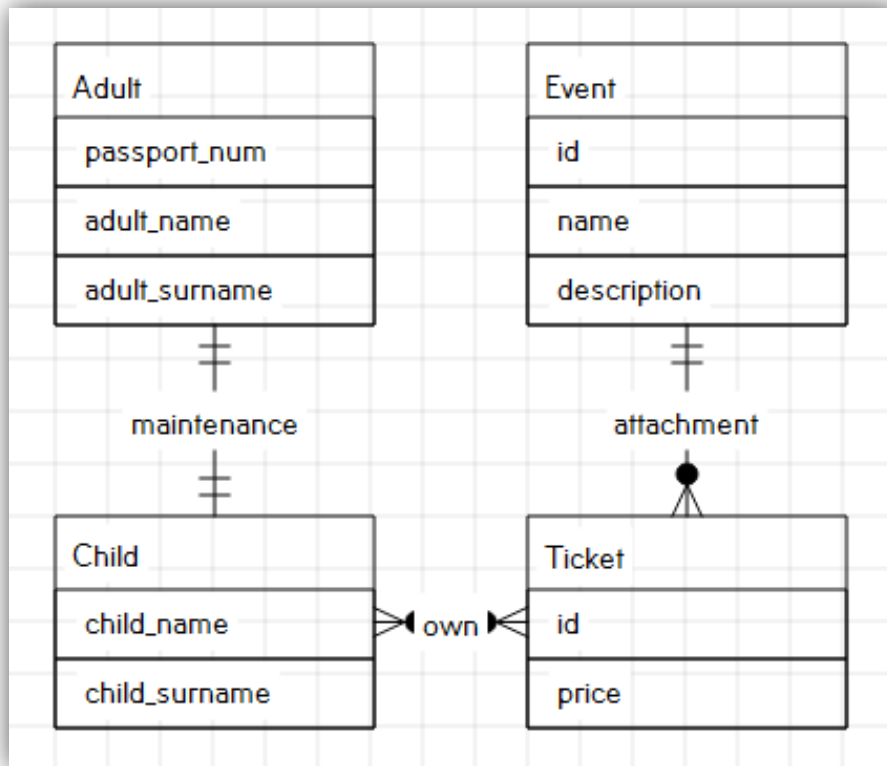 Adult
passport_num
adult_name
adult_surname
maintenance
Child
child_name
child_surname
own
Event
id
name
description
attachment
Ticket
id
price